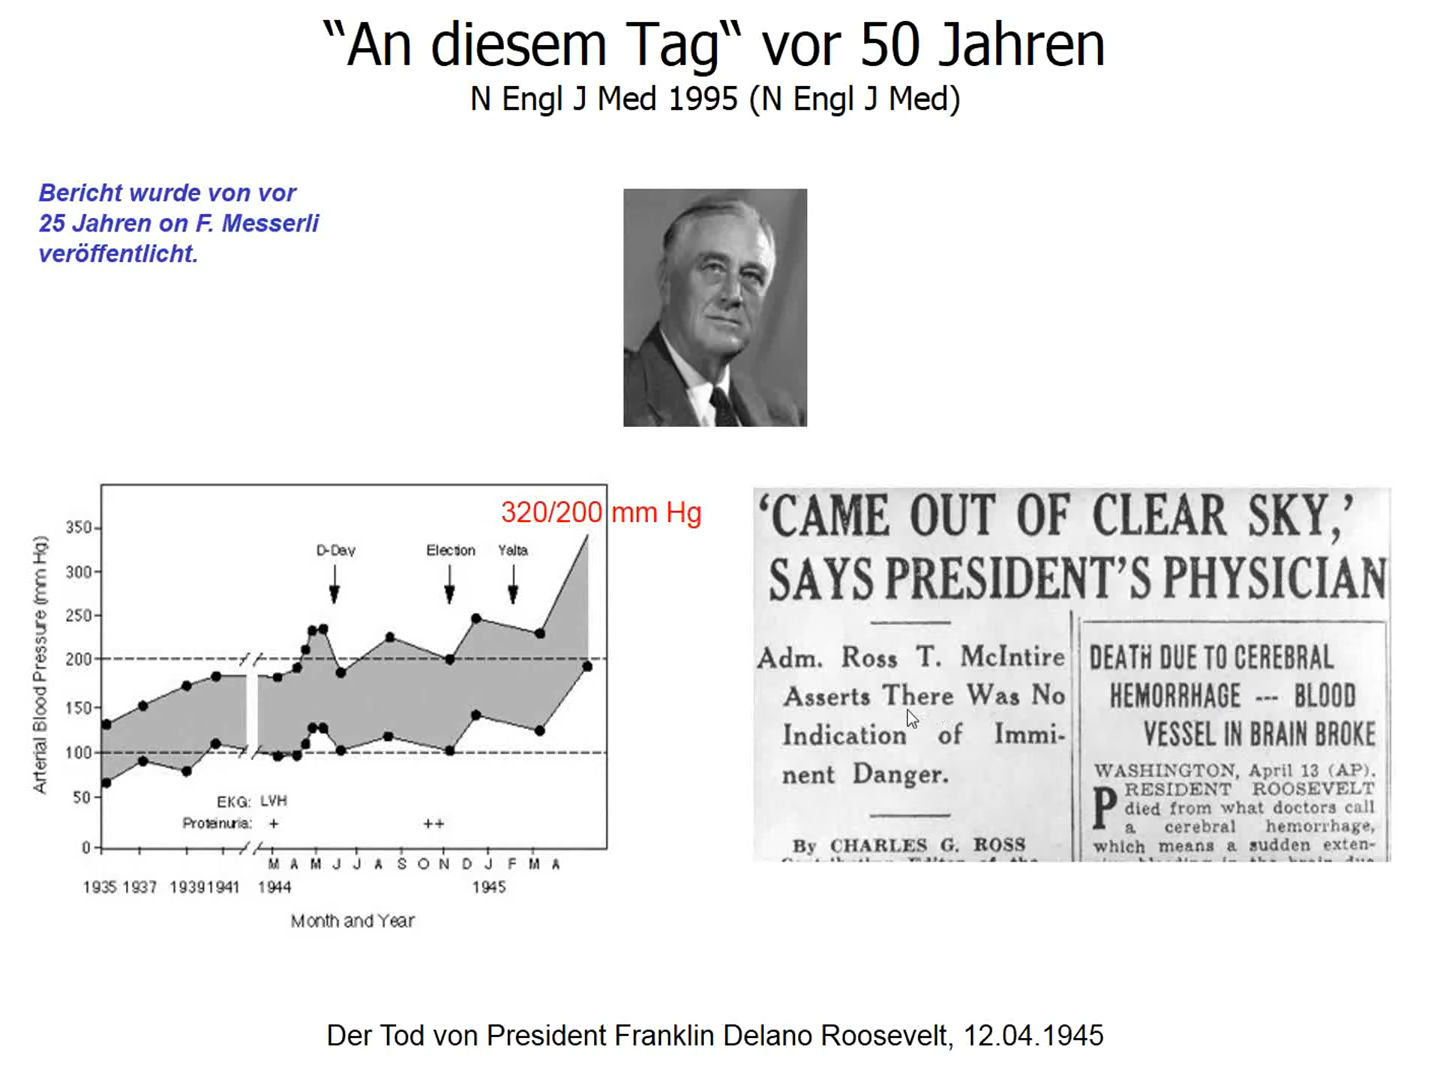 “An diesem Tag“ vor 50 Jahren
N Engl J Med 1995 (N Engl J Med)
Bericht wurde von vor
25 Jahren on F. Messerli
veröffentlicht.
320/200 mm Hg
Arterial Blood Pressure (mm Hg)
350
300
250
200
150
100
50
0
D-Day Election Yalta
EKG: LVH
Proteinuria: + ++
M A M J J A S O N D J F M A
1935 1937 1939 1941 1944 1945
Month and Year
‘CAME OUT OF CLEAR SKY,’
SAYS PRESIDENT’S PHYSICIAN
Adm. Ross T. McIntire
Asserts There Was No
Indication of Immi-
nent Danger.
By CHARLES G. ROSS
DEATH DUE TO CEREBRAL
HEMORRHAGE --- BLOOD
VESSEL IN BRAIN BROKE
WASHINGTON, April 13 (AP).
PRESIDENT ROOSEVELT
died from what doctors call
a cerebral hemorrhage,
which means a sudden exten-
Der Tod von President Franklin Delano Roosevelt, 12.04.1945